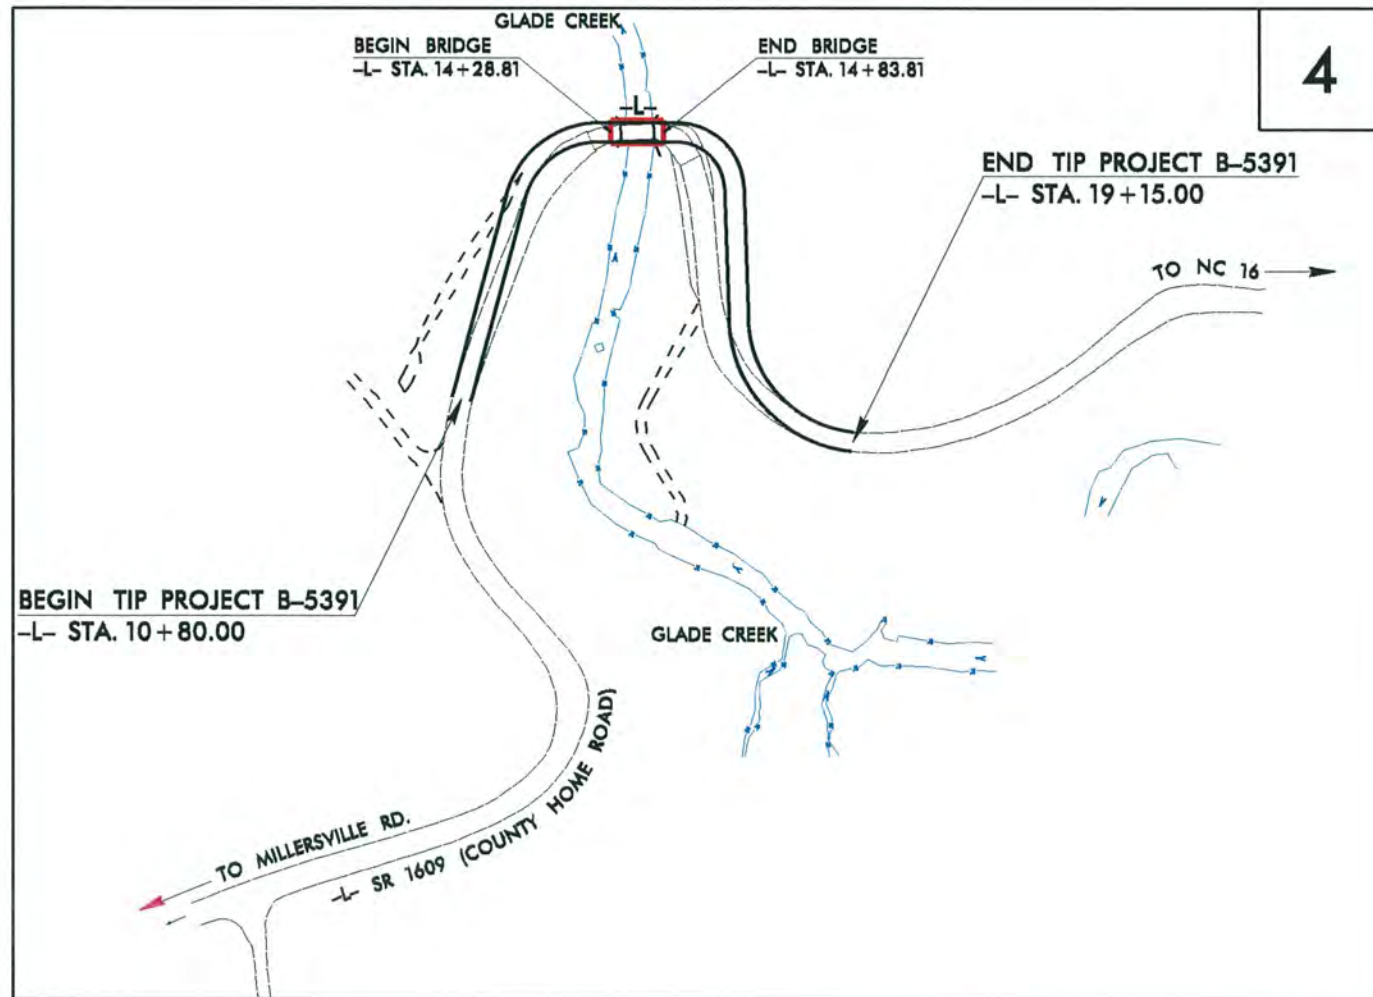 GLADE CREEK
BEGIN BRIDGE
-L- STA. 14+28.81
END BRIDGE
-L- STA. 14+83.81
4
-L-
END TIP PROJECT B-5391
-L- STA. 19+15.00
TO NC 16
BEGIN TIP PROJECT B-5391
-L- STA. 10+80.00
GLADE CREEK
TO MILLERSVILLE RD.
-L- SR 1609 (COUNTY HOME ROAD)